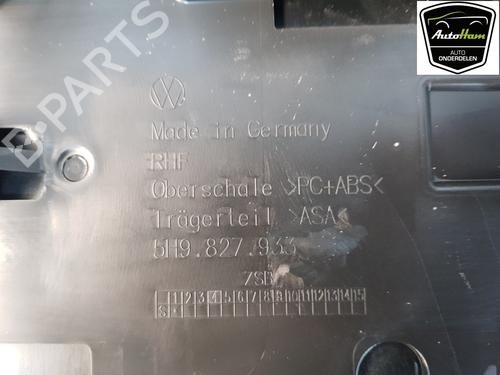 AutoHam
AUTO
ONDERDELEN
B-PARTS
Made in Germany
RHF
Oberschale >PC+ABS<
Trägerteil >ASA<
5H9.827.933
ZSB
1 2 3 4 5 6 7 8 9 10 11 12 13 14 15
S